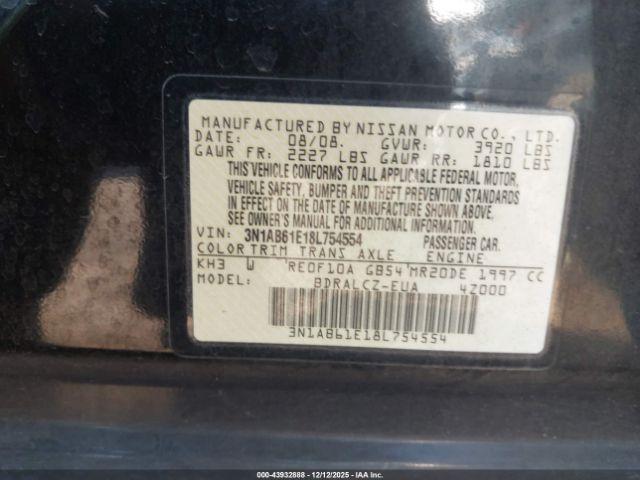 MANUFACTURED BY NISSAN MOTOR CO., LTD.
DATE: 08/08. GVWR: 3920 LBS
GAWR FR: 2227 LBS GAWR RR: 1810 LBS
THIS VEHICLE CONFORMS TO ALL APPLICABLE FEDERAL MOTOR
VEHICLE SAFETY, BUMPER AND THEFT PREVENTION STANDARDS
IN EFFECT ON THE DATE OF MANUFACTURE SHOWN ABOVE.
SEE OWNER'S MANUAL FOR ADDITIONAL INFORMATION.
VIN: 3N1AB61E18L754554 PASSENGER CAR.
COLOR TRIM TRANS AXLE ENGINE
KH3 W RE0F10A GB54 MR20DE 1997 CC
MODEL: BDRALCZ-EUA 4Z000
3N1AB61E18L754554
000-43932888 - 12/12/2025 - IAAI.CA